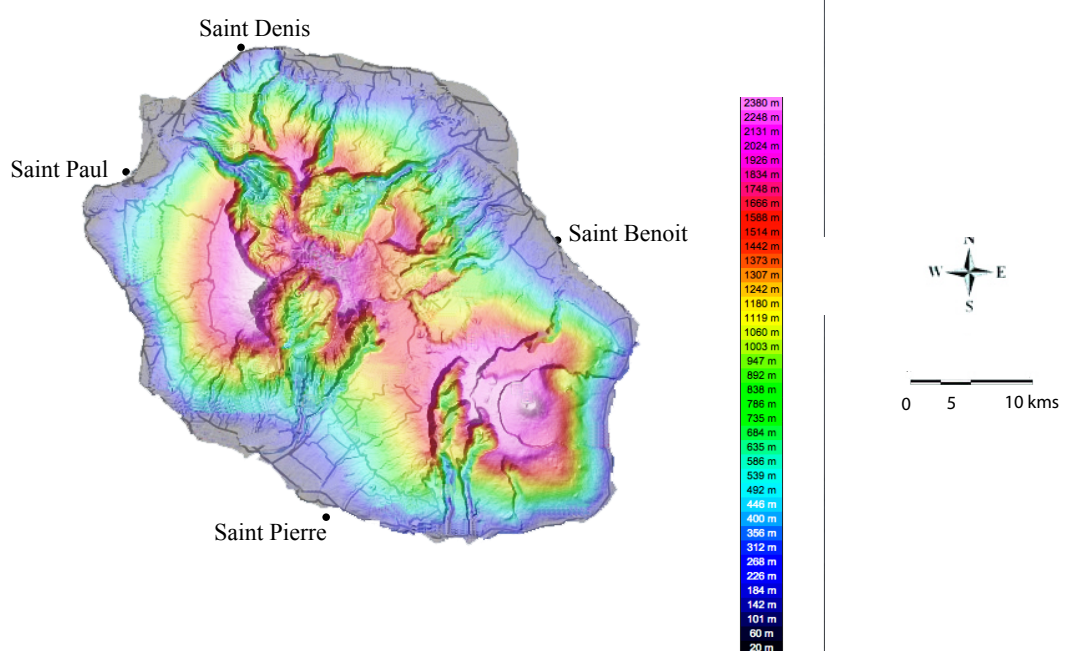 Saint Denis
Saint Paul
Saint Benoit
Saint Pierre
2380 m
2248 m
2131 m
2024 m
1926 m
1834 m
1748 m
1666 m
1588 m
1514 m
1442 m
1373 m
1307 m
1242 m
1180 m
1119 m
1060 m
1003 m
947 m
892 m
838 m
786 m
735 m
684 m
635 m
586 m
539 m
492 m
446 m
400 m
356 m
312 m
268 m
226 m
184 m
142 m
101 m
60 m
20 m
N
W E
S
0 5 10 kms